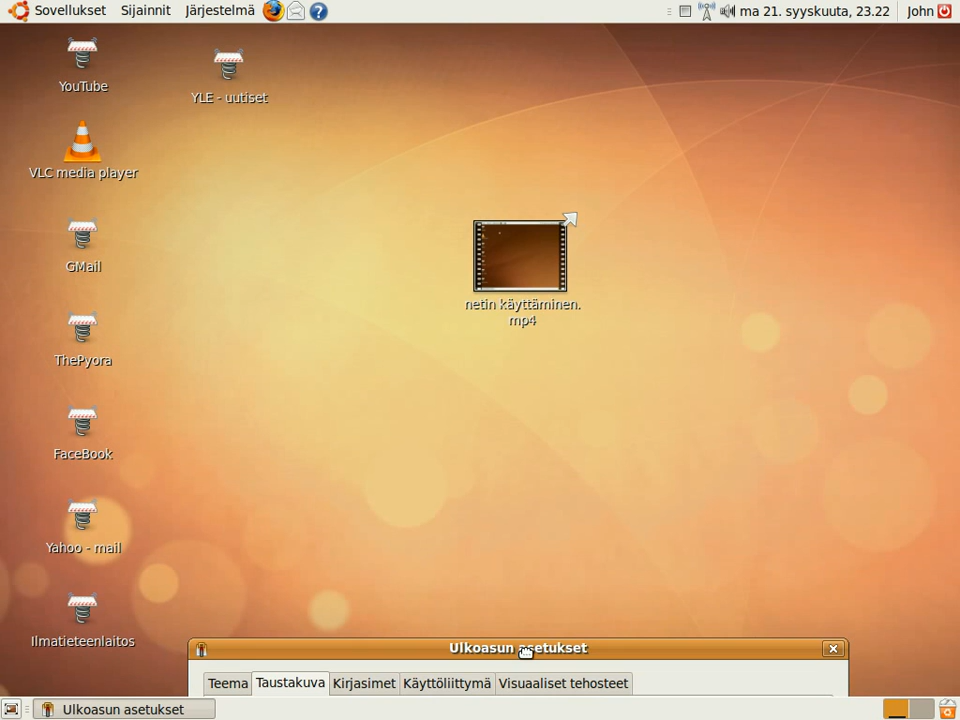 Sovellukset Sijainnit Järjestelmä ma 21. syyskuuta, 23.22 John
YouTube
YLE - uutiset
VLC media player
GMail
netin käyttäminen.
mp4
ThePyora
FaceBook
Yahoo - mail
Ilmatieteenlaitos
Ulkoasun asetukset
Teema Taustakuva Kirjasimet Käyttöliittymä Visuaaliset tehosteet
Ulkoasun asetukset